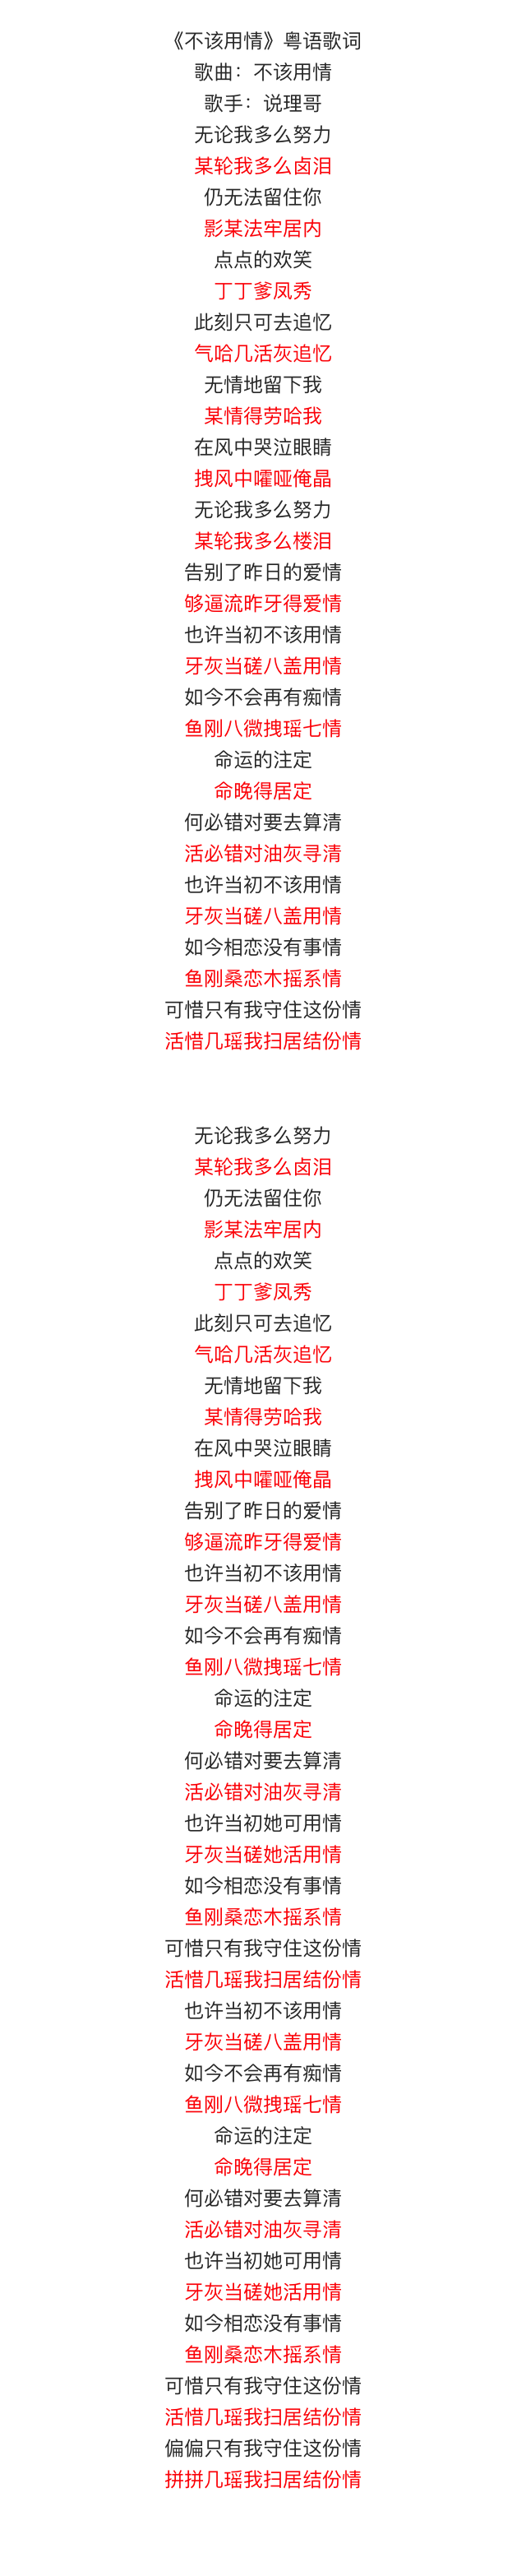 《不该用情》粤语歌词
歌曲：不该用情
歌手：说理哥
无论我多么努力
某轮我多么卤泪
仍无法留住你
影某法牢居内
点点的欢笑
丁丁爹凤秀
此刻只可去追忆
气哈几活灰追忆
无情地留下我
某情得劳哈我
在风中哭泣眼睛
拽风中嚯哑俺晶
无论我多么努力
某轮我多么楼泪
告别了昨日的爱情
够逼流昨牙得爱情
也许当初不该用情
牙灰当磋八盖用情
如今不会再有痴情
鱼刚八微拽瑶七情
命运的注定
命晚得居定
何必错对要去算清
活必错对油灰寻清
也许当初不该用情
牙灰当磋八盖用情
如今相恋没有事情
鱼刚桑恋木摇系情
可惜只有我守住这份情
活惜几瑶我扫居结份情
无论我多么努力
某轮我多么卤泪
仍无法留住你
影某法牢居内
点点的欢笑
丁丁爹凤秀
此刻只可去追忆
气哈几活灰追忆
无情地留下我
某情得劳哈我
在风中哭泣眼睛
拽风中嚯哑俺晶
告别了昨日的爱情
够逼流昨牙得爱情
也许当初不该用情
牙灰当磋八盖用情
如今不会再有痴情
鱼刚八微拽瑶七情
命运的注定
命晚得居定
何必错对要去算清
活必错对油灰寻清
也许当初她可用情
牙灰当磋她活用情
如今相恋没有事情
鱼刚桑恋木摇系情
可惜只有我守住这份情
活惜几瑶我扫居结份情
也许当初不该用情
牙灰当磋八盖用情
如今不会再有痴情
鱼刚八微拽瑶七情
命运的注定
命晚得居定
何必错对要去算清
活必错对油灰寻清
也许当初她可用情
牙灰当磋她活用情
如今相恋没有事情
鱼刚桑恋木摇系情
可惜只有我守住这份情
活惜几瑶我扫居结份情
偏偏只有我守住这份情
拼拼几瑶我扫居结份情